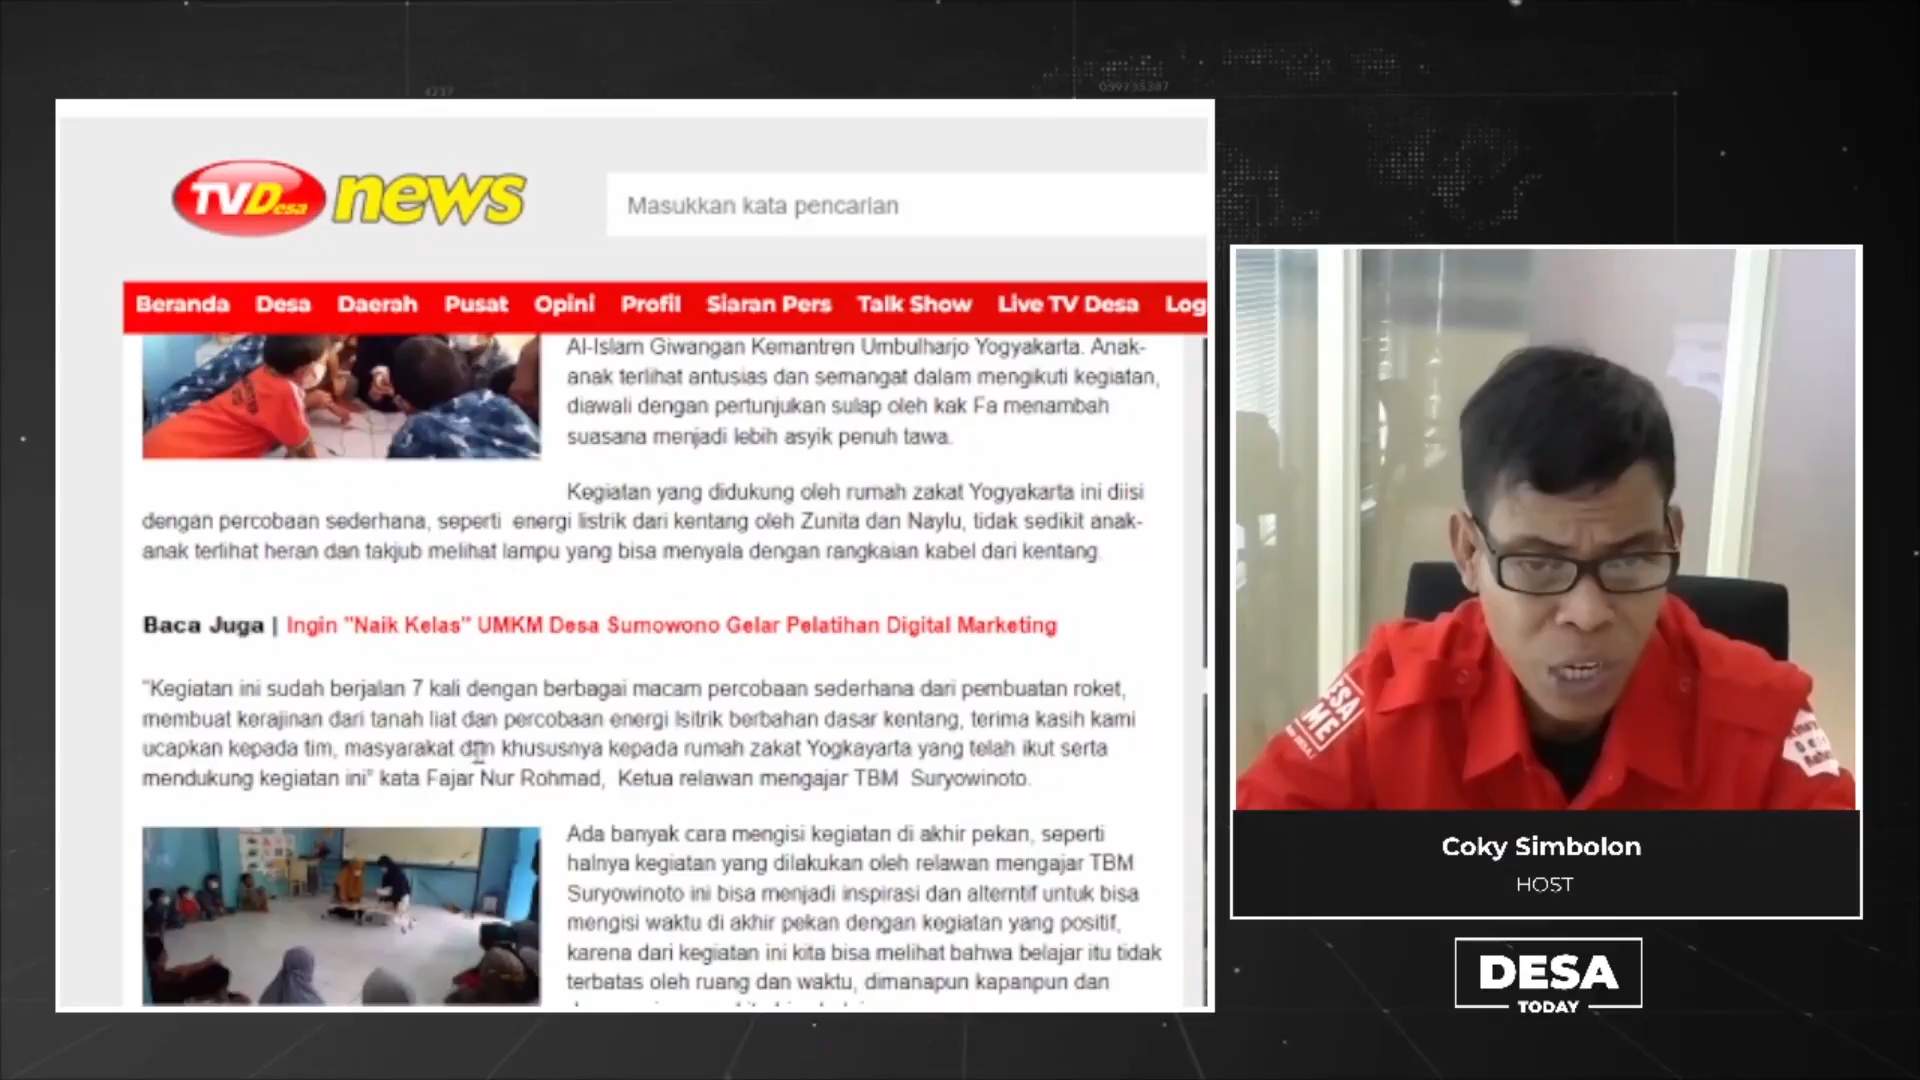 4237
099735387
TVDesa news
Masukkan kata pencarian
Beranda Desa Daerah Pusat Opini Profil Siaran Pers Talk Show Live TV Desa Log
Al-Islam Giwangan Kemantren Umbulharjo Yogyakarta. Anak-
anak terlihat antusias dan semangat dalam mengikuti kegiatan,
diawali dengan pertunjukan sulap oleh kak Fa menambah
suasana menjadi lebih asyik penuh tawa.
Kegiatan yang didukung oleh rumah zakat Yogyakarta ini diisi
dengan percobaan sederhana, seperti energi listrik dari kentang oleh Zunita dan Naylu, tidak sedikit anak-
anak terlihat heran dan takjub melihat lampu yang bisa menyala dengan rangkaian kabel dari kentang.
Baca Juga | Ingin "Naik Kelas" UMKM Desa Sumowono Gelar Pelatihan Digital Marketing
"Kegiatan ini sudah berjalan 7 kali dengan berbagai macam percobaan sederhana dari pembuatan roket,
membuat kerajinan dari tanah liat dan percobaan energi lsitrik berbahan dasar kentang, terima kasih kami
ucapkan kepada tim, masyarakat dan khususnya kepada rumah zakat Yogkayarta yang telah ikut serta
mendukung kegiatan ini" kata Fajar Nur Rohmad, Ketua relawan mengajar TBM Suryowinoto.
Ada banyak cara mengisi kegiatan di akhir pekan, seperti
halnya kegiatan yang dilakukan oleh relawan mengajar TBM
Suryowinoto ini bisa menjadi inspirasi dan alterntif untuk bisa
mengisi waktu di akhir pekan dengan kegiatan yang positif,
karena dari kegiatan ini kita bisa melihat bahwa belajar itu tidak
terbatas oleh ruang dan waktu, dimanapun kapanpun dan
Coky Simbolon
HOST
DESA
TODAY